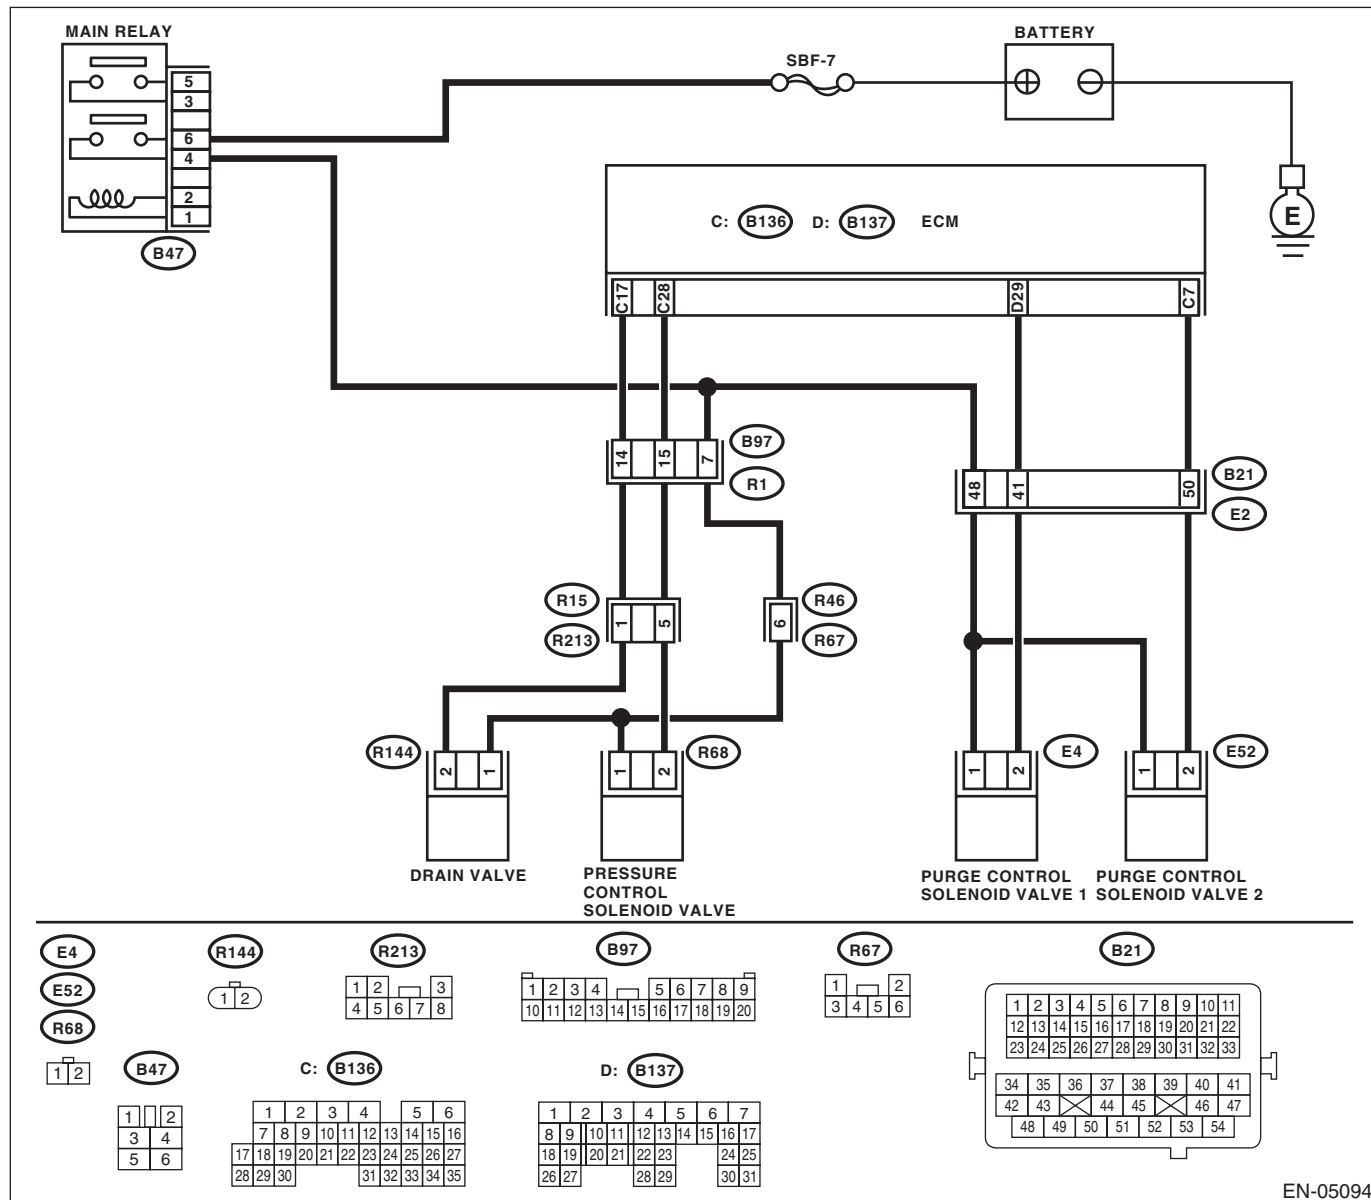 MAIN RELAY
BATTERY
SBF-7
5
3
6
4
2
1
B47
E
C: B136 D: B137 ECM
C17 C28 D29 C7
14 15 7
B97
R1
48 41 50
B21
E2
R15
R213
1 5
6
R46
R67
R144
2 1
1 2
R68
1 2
E4
1 2
E52
DRAIN VALVE
PRESSURE
CONTROL
SOLENOID VALVE
PURGE CONTROL
SOLENOID VALVE 1
PURGE CONTROL
SOLENOID VALVE 2
E4
E52
R68
1 2
R144
1 2
R213
1 2 3
4 5 6 7 8
B97
1 2 3 4 5 6 7 8 9
10 11 12 13 14 15 16 17 18 19 20
R67
1 2
3 4 5 6
B21
1 2 3 4 5 6 7 8 9 10 11
12 13 14 15 16 17 18 19 20 21 22
23 24 25 26 27 28 29 30 31 32 33
34 35 36 37 38 39 40 41
42 43 44 45 46 47
48 49 50 51 52 53 54
B47
1 2
3 4
5 6
C: B136
1 2 3 4 5 6
7 8 9 10 11 12 13 14 15 16
17 18 19 20 21 22 23 24 25 26 27
28 29 30 31 32 33 34 35
D: B137
1 2 3 4 5 6 7
8 9 10 11 12 13 14 15 16 17
18 19 20 21 22 23 24 25
26 27 28 29 30 31
EN-05094